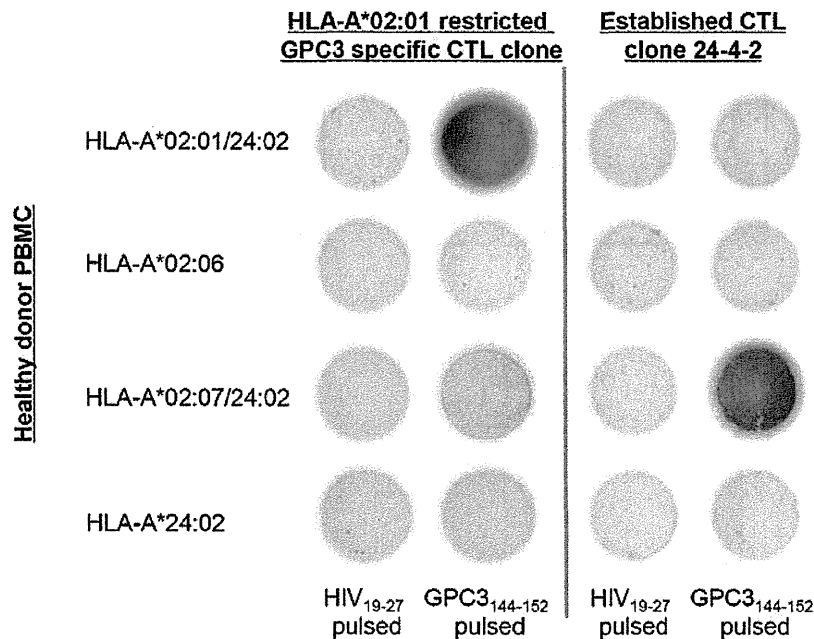 HLA-A*02:01 restricted
GPC3 specific CTL clone
Established CTL
clone 24-4-2
Healthy donor PBMC
HLA-A*02:01/24:02
HLA-A*02:06
HLA-A*02:07/24:02
HLA-A*24:02
HIV19-27
pulsed
GPC3144-152
pulsed
HIV19-27
pulsed
GPC3144-152
pulsed